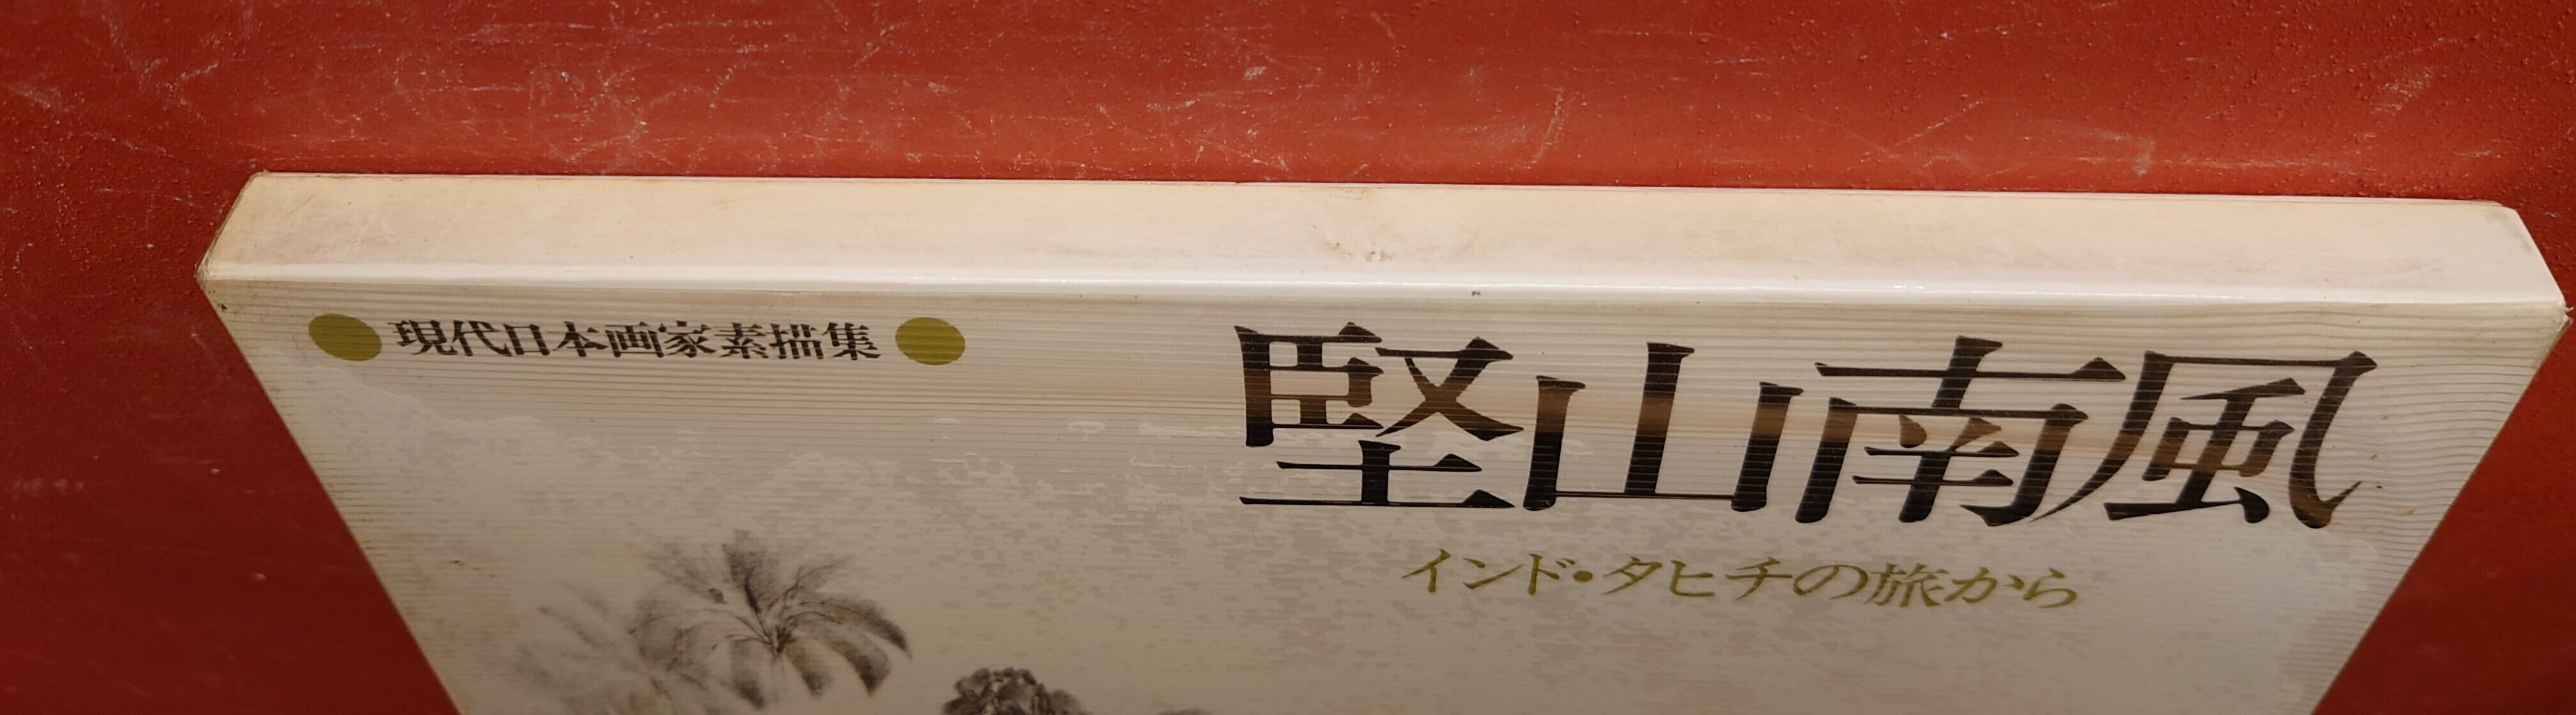 ●現代日本画家素描集●
堅山南風
インド・タヒチの旅から